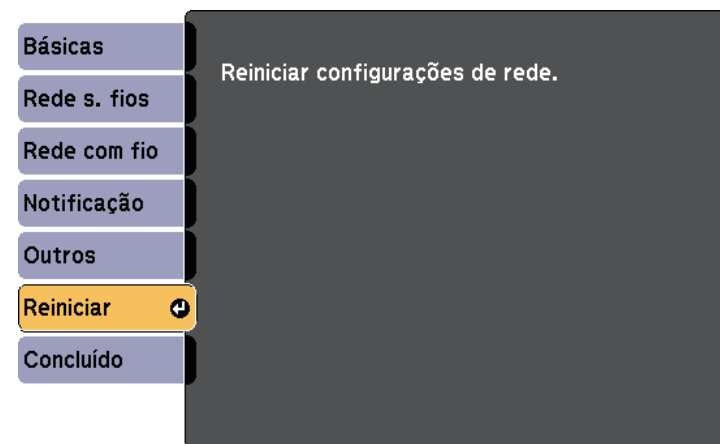 Básicas
Rede s. fios
Rede com fio
Notificação
Outros
Reiniciar
Concluído
Reiniciar configurações de rede.